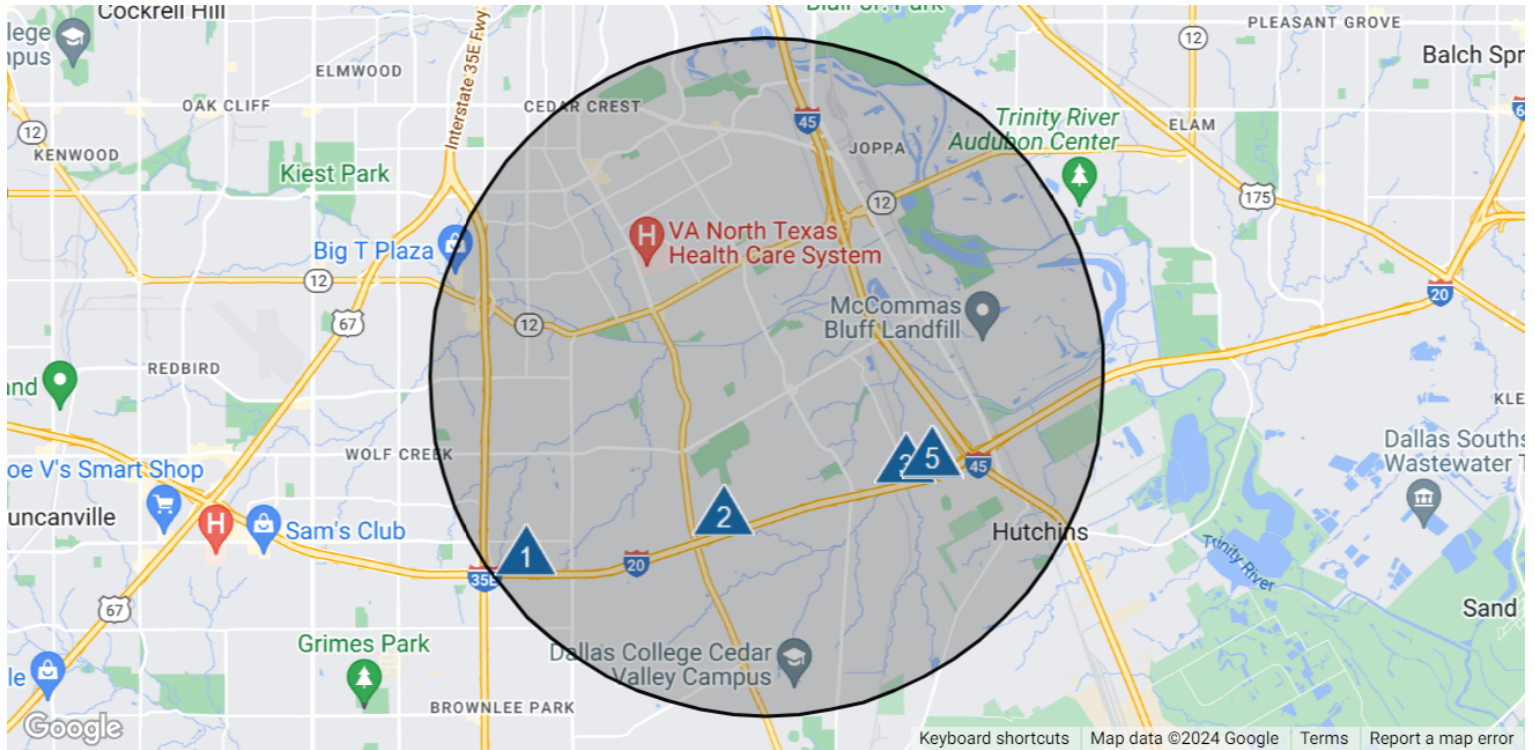 Cockrell Hill
PLEASANT GROVE
12
Balch Spr
lege
mpus
ELMWOOD
Interstate 35E Fwy
OAK CLIFF
CEDAR CREST
45
Trinity River
Audubon Center
ELAM
12
KENWOOD
JOPPA
Kiest Park
175
12
VA North Texas
Health Care System
H
Big T Plaza
12
20
McCommas
Bluff Landfill
67
12
REDBIRD
and
KLE
WOLF CREEK
Dallas Souths
Wastewater T
oe V's Smart Shop
5
45
uncanville
H
Sam's Club
2
Hutchins
1
20
35E
Trinity River
67
Sand
Grimes Park
Dallas College Cedar
Valley Campus
le
BROWNLEE PARK
Google
Keyboard shortcuts
Map data ©2024 Google
Terms
Report a map error